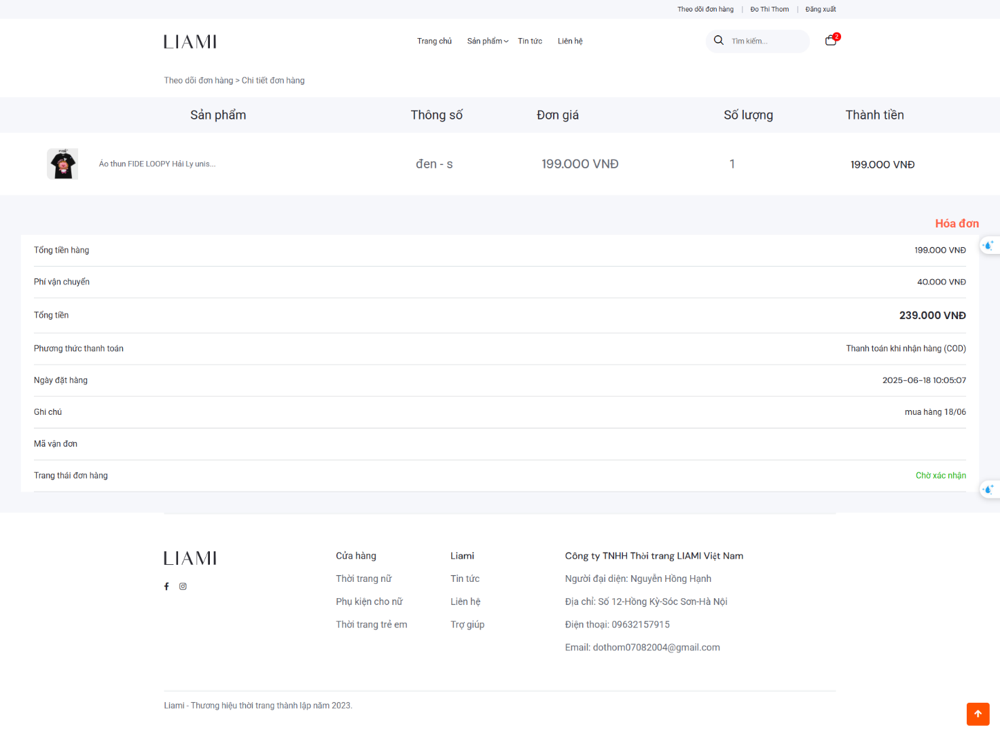 Theo dõi đơn hàng | Đo Thi Thom | Đăng xuất
LIAMI
Trang chủ Sản phẩm Tin tức Liên hệ
Tìm kiếm...
2
Theo dõi đơn hàng > Chi tiết đơn hàng
Sản phẩm Thông số Đơn giá Số lượng Thành tiền
Áo thun FIDE LOOPY Hải Ly unis... đen - s 199.000 VNĐ 1 199.000 VNĐ
Hóa đơn
Tổng tiền hàng 199.000 VNĐ
Phí vận chuyển 40.000 VNĐ
Tổng tiền 239.000 VNĐ
Phương thức thanh toán Thanh toán khi nhận hàng (COD)
Ngày đặt hàng 2025-06-18 10:05:07
Ghi chú mua hàng 18/06
Mã vận đơn
Trang thái đơn hàng Chờ xác nhận
LIAMI
Cửa hàng
Thời trang nữ
Phụ kiện cho nữ
Thời trang trẻ em
Liami
Tin tức
Liên hệ
Trợ giúp
Công ty TNHH Thời trang LIAMI Việt Nam
Người đại diện: Nguyễn Hồng Hạnh
Địa chỉ: Số 12-Hồng Kỳ-Sóc Sơn-Hà Nội
Điện thoại: 09632157915
Email: dothom07082004@gmail.com
Liami - Thương hiệu thời trang thành lập năm 2023.